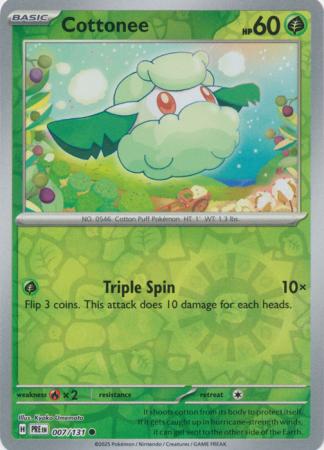 BASIC
Cottonee
HP 60
NO. 0546 Cotton Puff Pokémon HT: 1' WT: 1.3 lbs.
Triple Spin 10×
Flip 3 coins. This attack does 10 damage for each heads.
weakness ×2 resistance retreat
Illus. Kyoko Umemoto
H PRE EN 007/131
It shoots cotton from its body to protect itself.
If it gets caught up in hurricane-strength winds,
it can get sent to the other side of the Earth.
©2025 Pokémon / Nintendo / Creatures / GAME FREAK